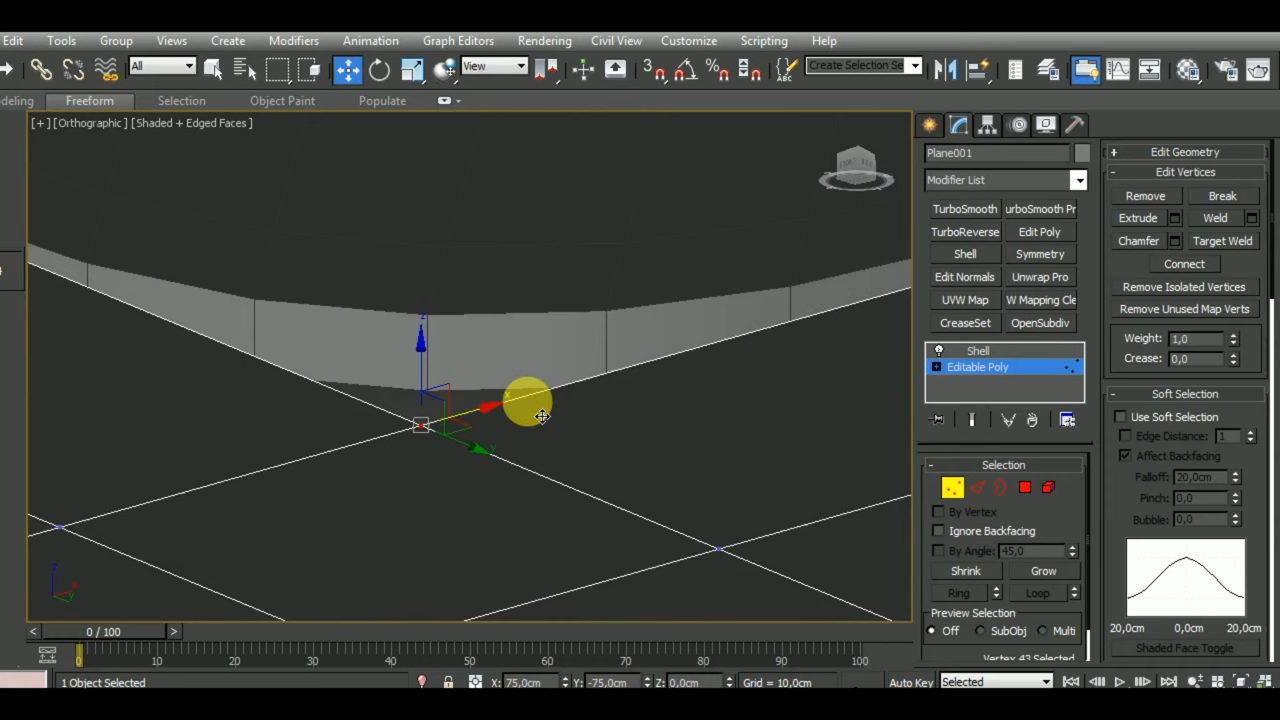 Edit Tools Group Views Create Modifiers Animation Graph Editors Rendering Civil View Customize Scripting Help
All View 3 ABC Create Selection Se
deling Freeform Selection Object Paint Populate
[+] [Orthographic] [Shaded + Edged Faces]
z
x
y
z
x
y
Plane001
Modifier List
TurboSmooth urboSmooth Pr
TurboReverse Edit Poly
Shell Symmetry
Edit Normals Unwrap Pro
UVW Map W Mapping Cle
CreaseSet OpenSubdiv
Shell
Editable Poly
- Selection
By Vertex
Ignore Backfacing
By Angle: 45,0
Shrink Grow
Ring Loop
Preview Selection
Off SubObj Multi
Vertex 43 Selected
+ Edit Geometry
- Edit Vertices
Remove Break
Extrude Weld
Chamfer Target Weld
Connect
Remove Isolated Vertices
Remove Unused Map Verts
Weight: 1,0
Crease: 0,0
- Soft Selection
Use Soft Selection
Edge Distance: 1
Affect Backfacing
Falloff: 20,0cm
Pinch: 0,0
Bubble: 0,0
20,0cm 0,0cm 20,0cm
Shaded Face Toggle
< 0 / 100 >
0 10 20 30 40 50 60 70 80 90 100
1 Object Selected X: 75,0cm Y: -75,0cm Z: 0,0cm Grid = 10,0cm Auto Key Selected